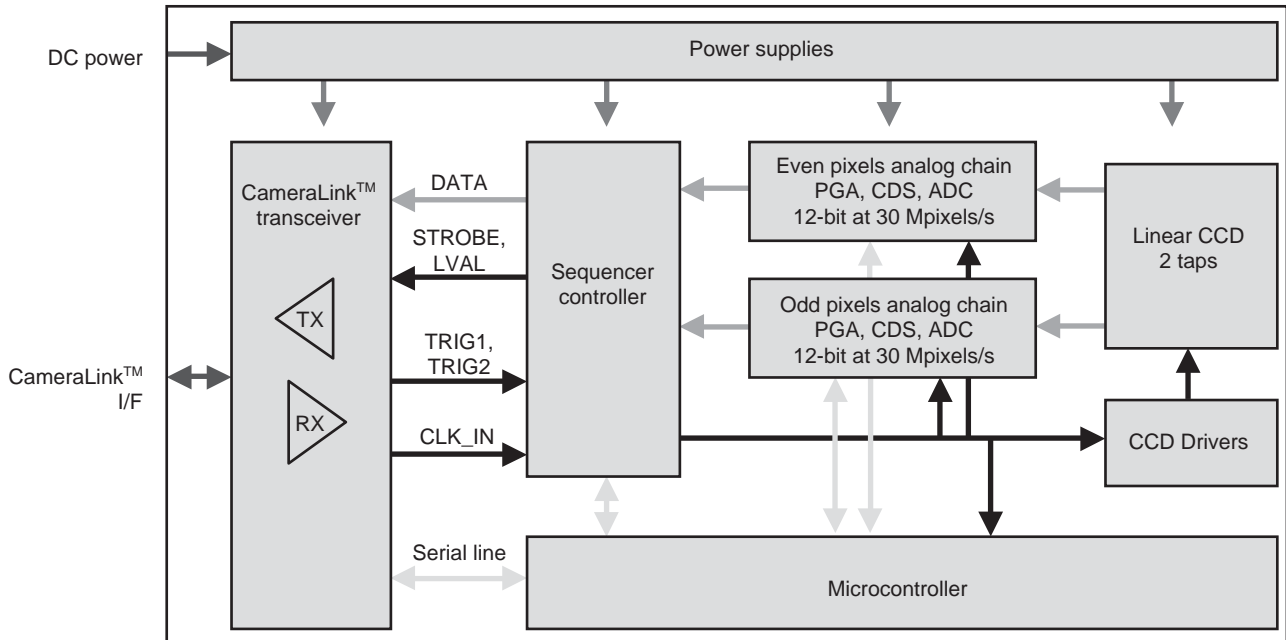 DC power
Power supplies
CameraLink™
transceiver
DATA
STROBE,
LVAL
TX
TRIG1,
TRIG2
RX
CLK_IN
Sequencer
controller
Even pixels analog chain
PGA, CDS, ADC
12-bit at 30 Mpixels/s
Odd pixels analog chain
PGA, CDS, ADC
12-bit at 30 Mpixels/s
Linear CCD
2 taps
CameraLink™
I/F
CCD Drivers
Serial line
Microcontroller